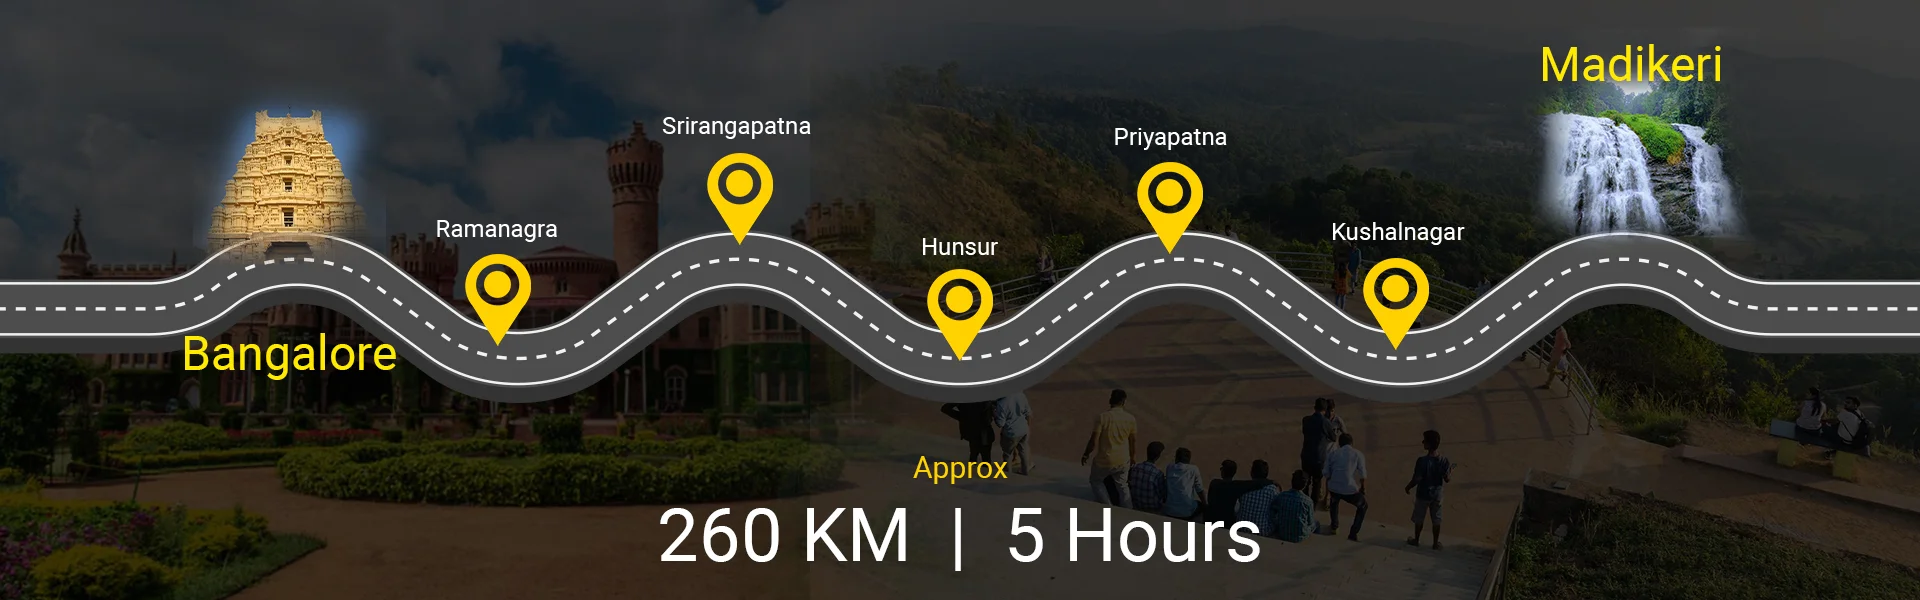 Madikeri
Srirangapatna
Priyapatna
Ramanagra
Kushalnagar
Hunsur
Bangalore
Approx
260 KM | 5 Hours